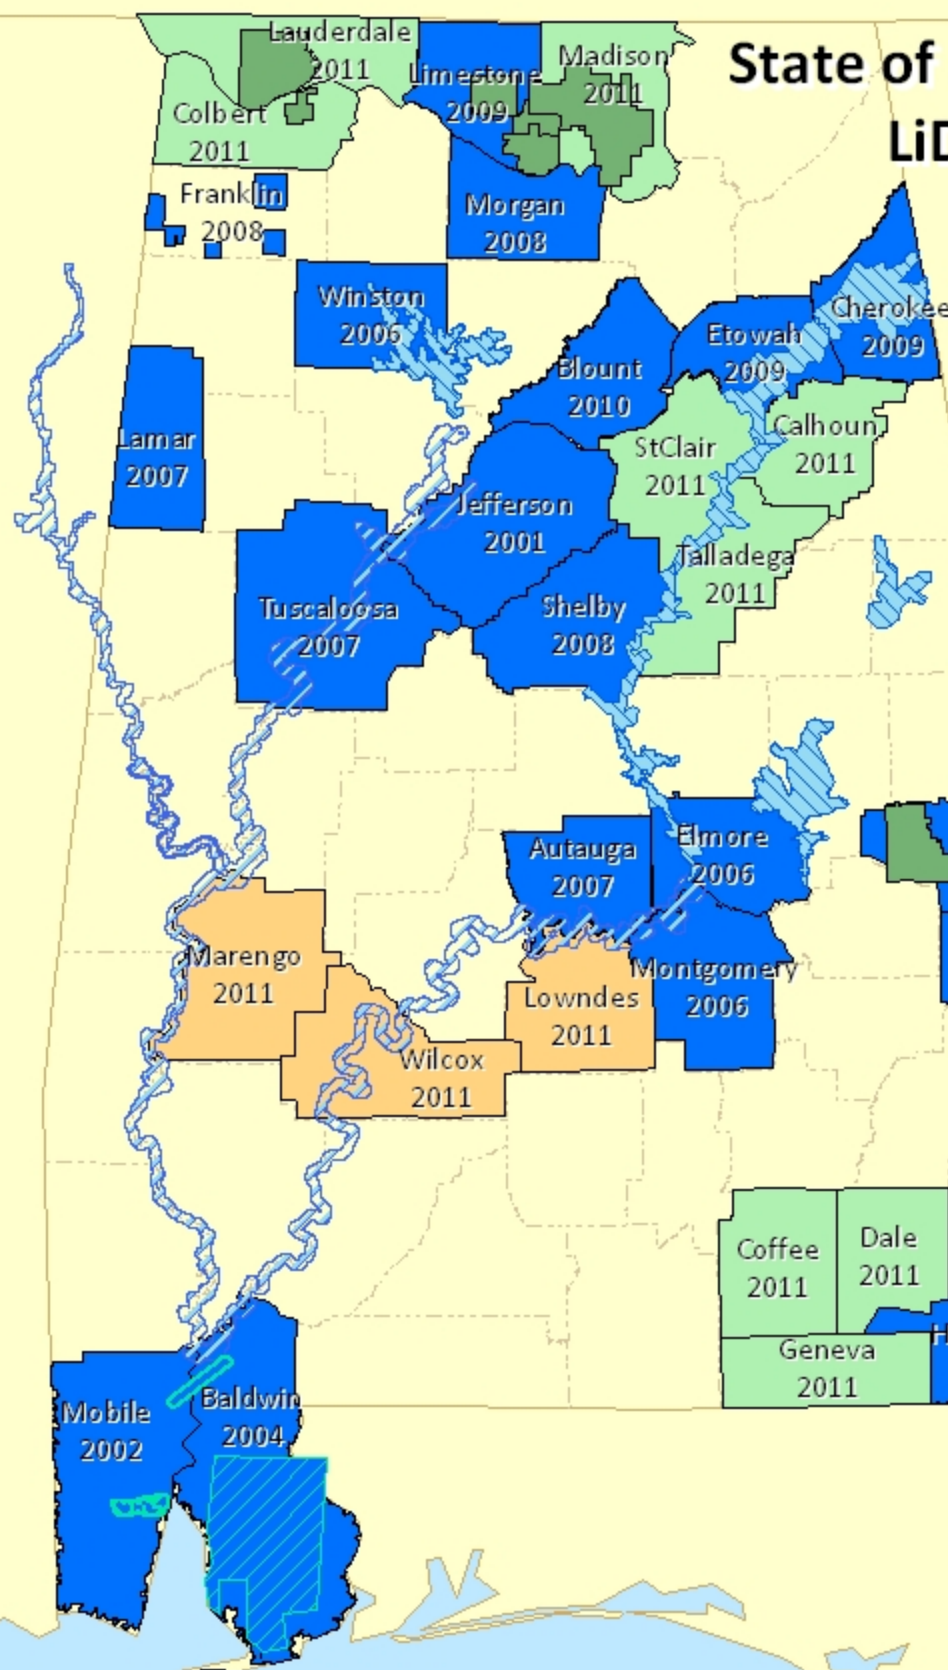 State of
LiD
Lauderdale
2011
Limestone
2009
Madison
2011
Colbert
2011
Franklin
2008
Morgan
2008
Winston
2006
Cherokee
2009
Etowah
2009
Blount
2010
Lamar
2007
StClair
2011
Calhoun
2011
Jefferson
2001
Talladega
2011
Tuscaloosa
2007
Shelby
2008
Autauga
2007
Elmore
2006
Marengo
2011
Lowndes
2011
Montgomery
2006
Wilcox
2011
Coffee
2011
Dale
2011
H
Geneva
2011
Mobile
2002
Baldwin
2004